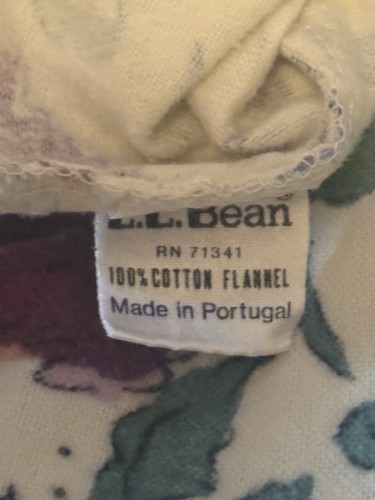 L.L.Bean®
RN 71341
100% COTTON FLANNEL
Made in Portugal